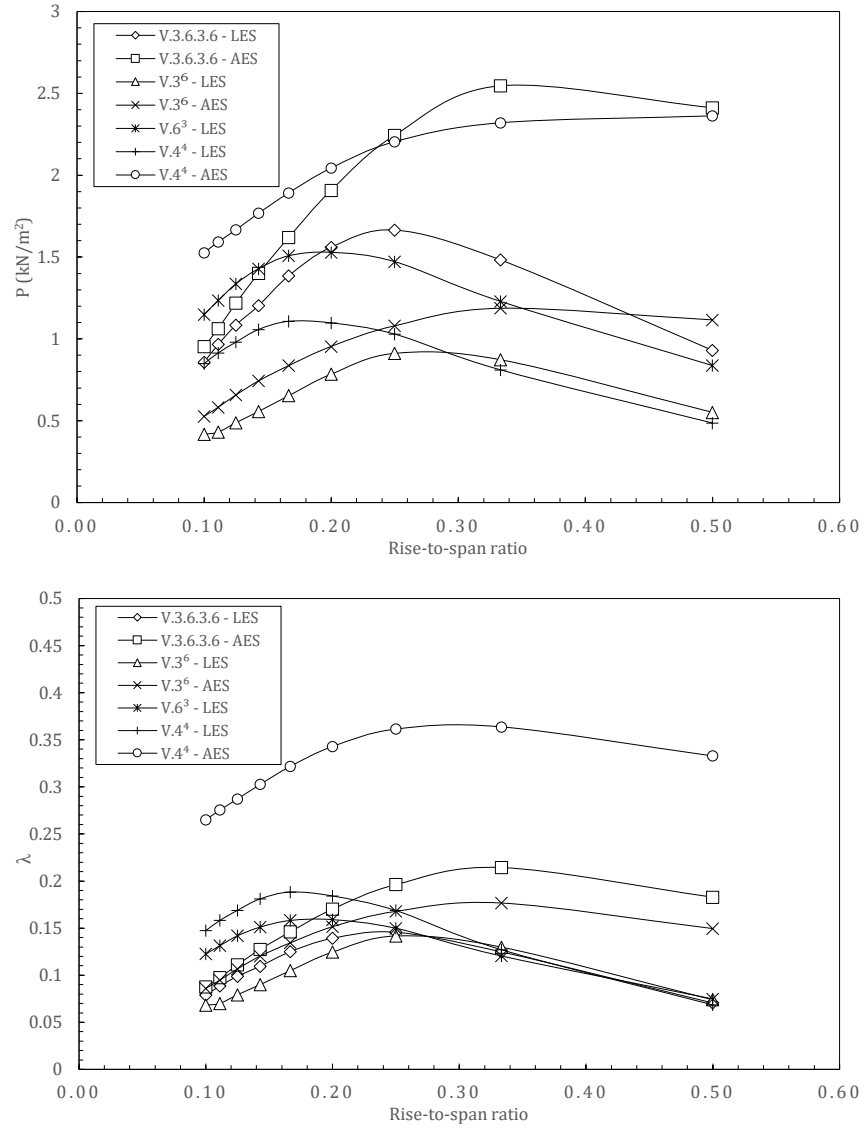 3
2.5
2
1.5
1
0.5
0
P (kN/m²)
V.3.6.3.6 - LES
V.3.6.3.6 - AES
V.3⁶ - LES
V.3⁶ - AES
V.6³ - LES
V.4⁴ - LES
V.4⁴ - AES
0.00 0.10 0.20 0.30 0.40 0.50 0.60
Rise-to-span ratio
0.5
0.45
0.4
0.35
0.3
0.25
0.2
0.15
0.1
0.05
0
λ
V.3.6.3.6 - LES
V.3.6.3.6 - AES
V.3⁶ - LES
V.3⁶ - AES
V.6³ - LES
V.4⁴ - LES
V.4⁴ - AES
0.00 0.10 0.20 0.30 0.40 0.50 0.60
Rise-to-span ratio